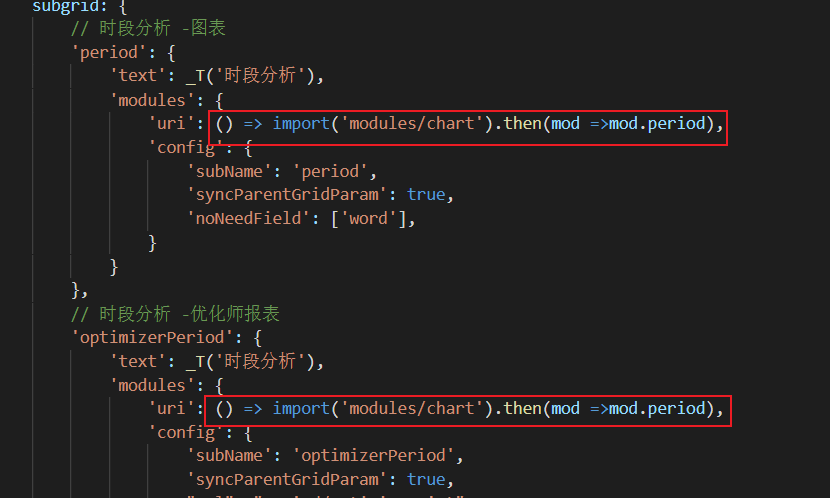 subgrid: {
// 时段分析 -图表
'period': {
'text': _T('时段分析'),
'modules': {
'uri': () => import('modules/chart').then(mod =>mod.period),
'config': {
'subName': 'period',
'syncParentGridParam': true,
'noNeedField': ['word'],
}
}
},
// 时段分析 -优化师报表
'optimizerPeriod': {
'text': _T('时段分析'),
'modules': {
'uri': () => import('modules/chart').then(mod =>mod.period),
'config': {
'subName': 'optimizerPeriod',
'syncParentGridParam': true,